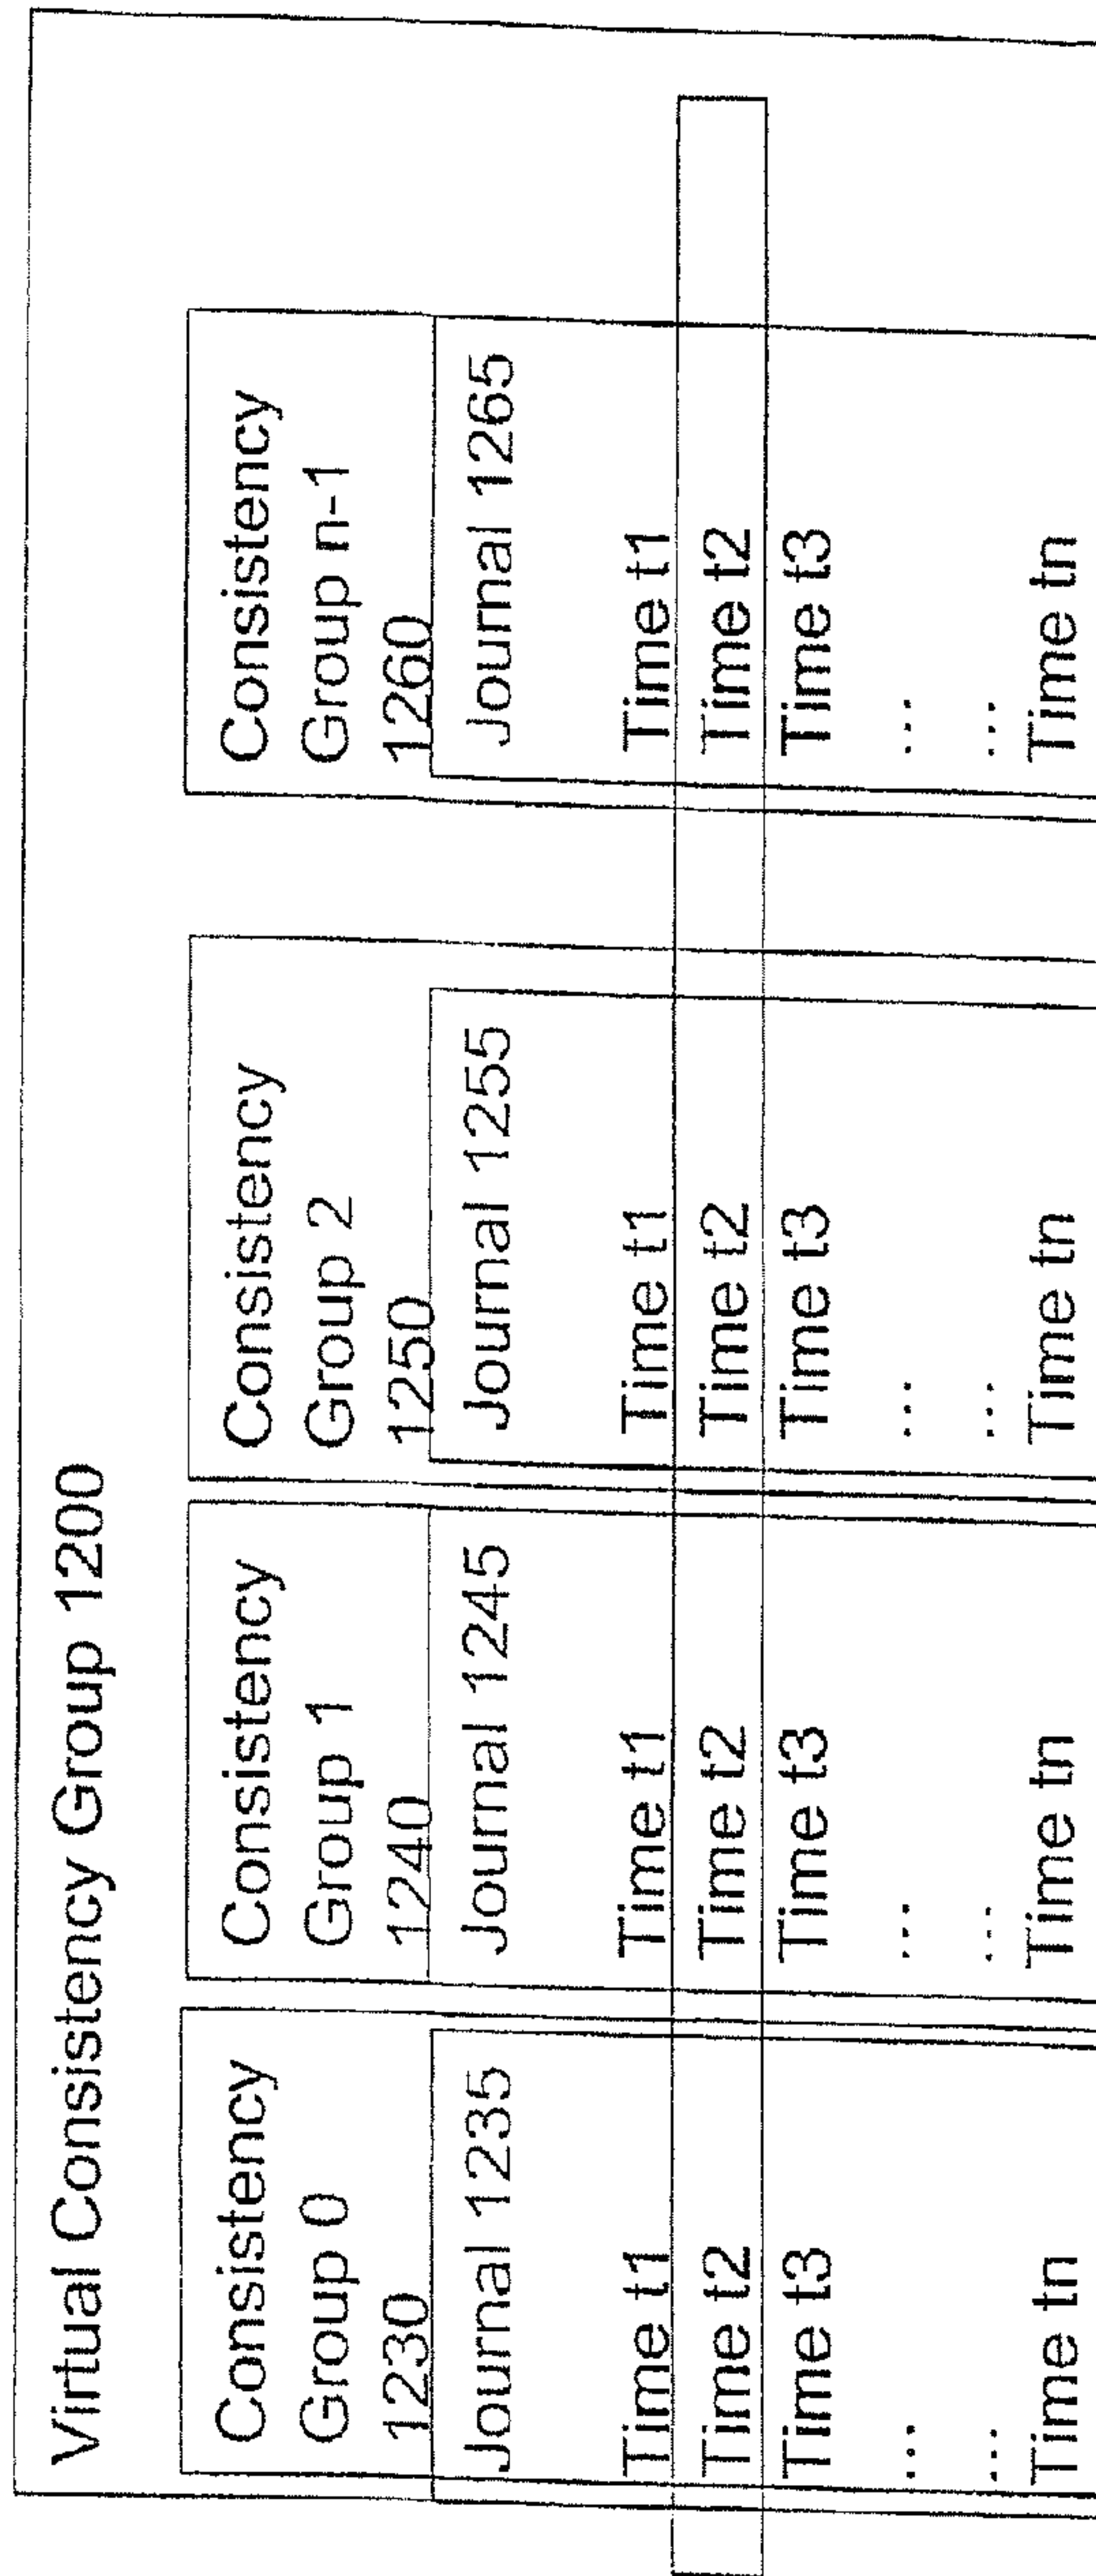 Virtual Consistency Group 1200
Consistency
Group 0
1230
Journal 1235
Time t1
Time t2
Time t3
...
...
Time tn
Consistency
Group 1
1240
Journal 1245
Time t1
Time t2
Time t3
...
...
Time tn
Consistency
Group 2
1250
Journal 1255
Time t1
Time t2
Time t3
...
...
Time tn
Consistency
Group n-1
1260
Journal 1265
Time t1
Time t2
Time t3
...
...
Time tn